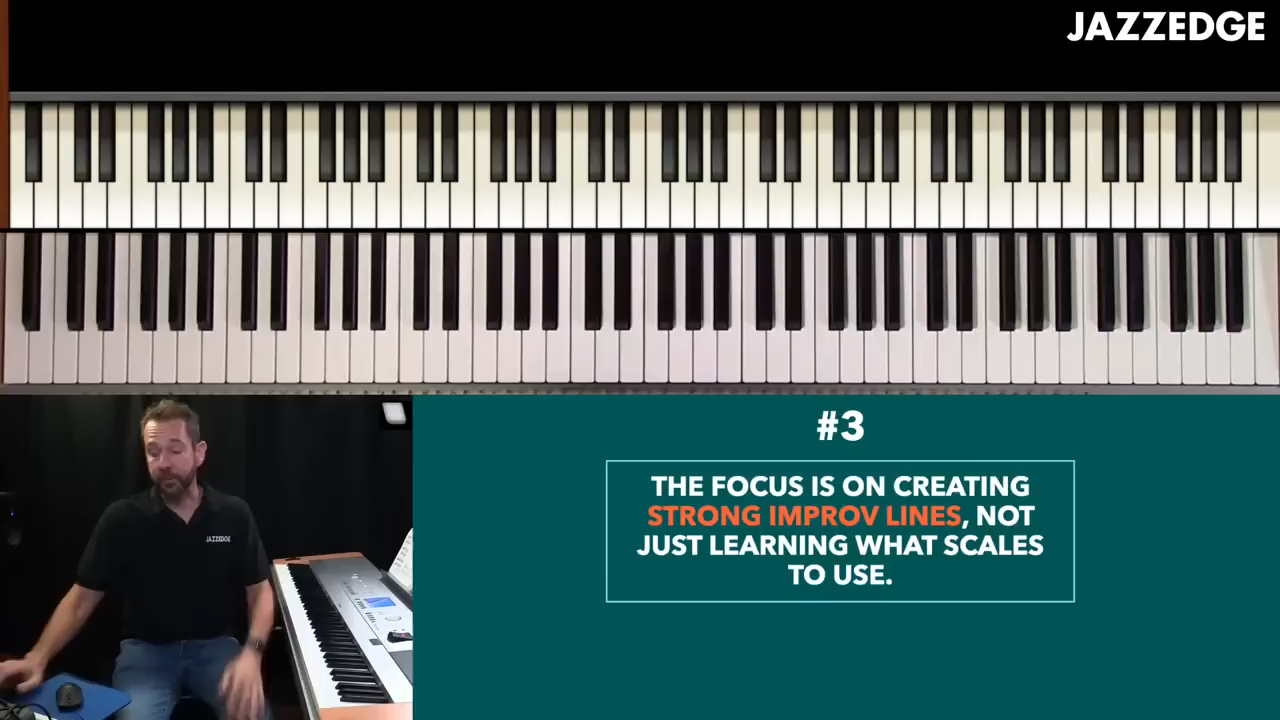 JAZZEDGE
#3
THE FOCUS IS ON CREATING
STRONG IMPROV LINES, NOT
JUST LEARNING WHAT SCALES
TO USE.
JAZZEDGE